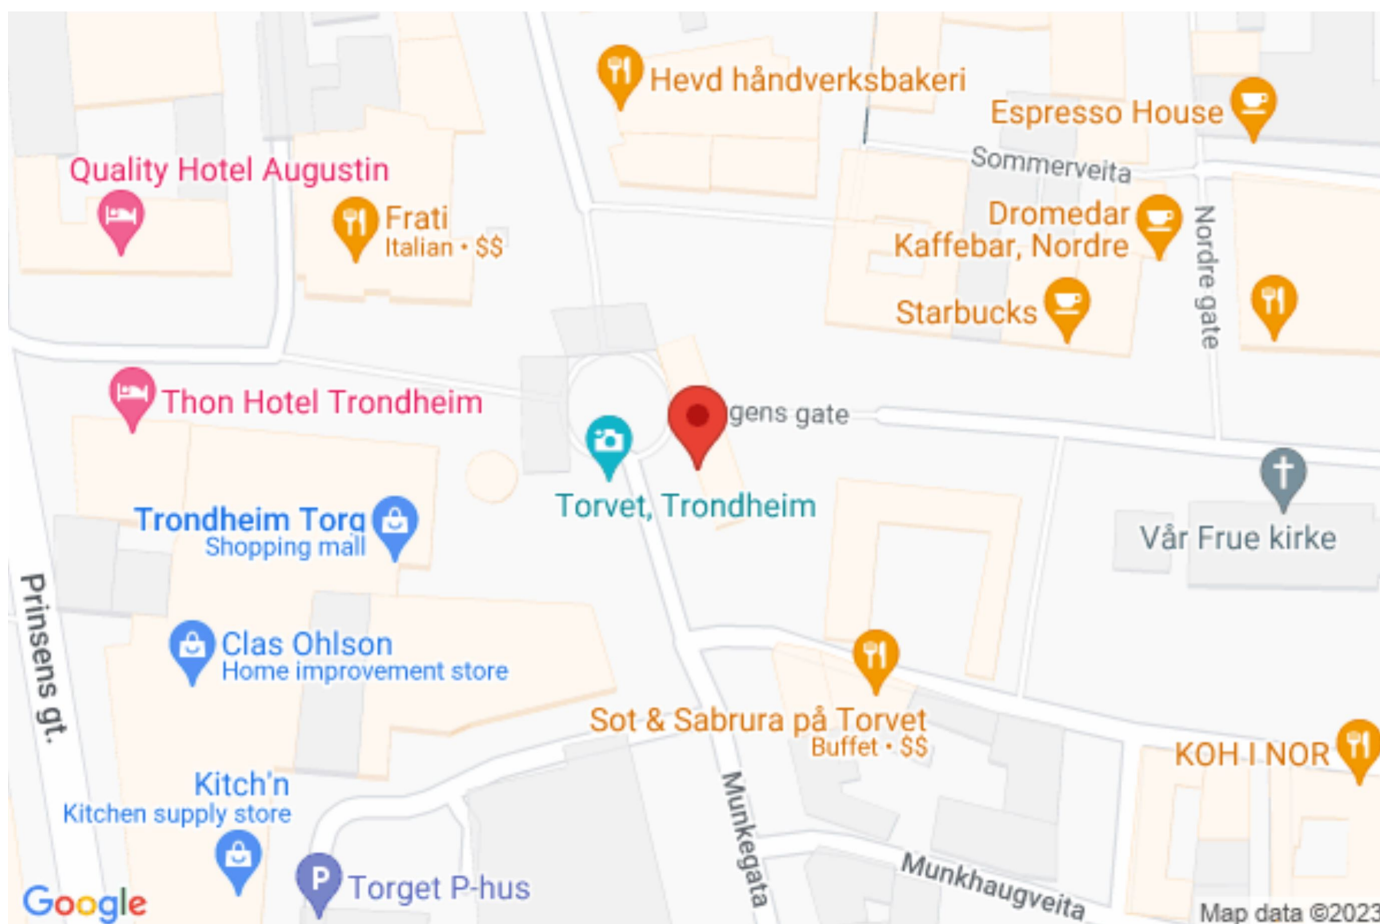 Hevd håndverksbakeri
Espresso House
Sommerveita
Quality Hotel Augustin
Frati
Italian • $$
Dromedar
Kaffebar, Nordre
Nordre gate
Starbucks
Thon Hotel Trondheim
gens gate
Torvet, Trondheim
Trondheim Torg
Shopping mall
Vår Frue kirke
Prinsens gt.
Clas Ohlson
Home improvement store
Sot & Sabrura på Torvet
Buffet • $$
KOH I NOR
Kitch'n
Kitchen supply store
Munkegata
P
Torget P-hus
Munkhaugveita
Google
Map data ©2023